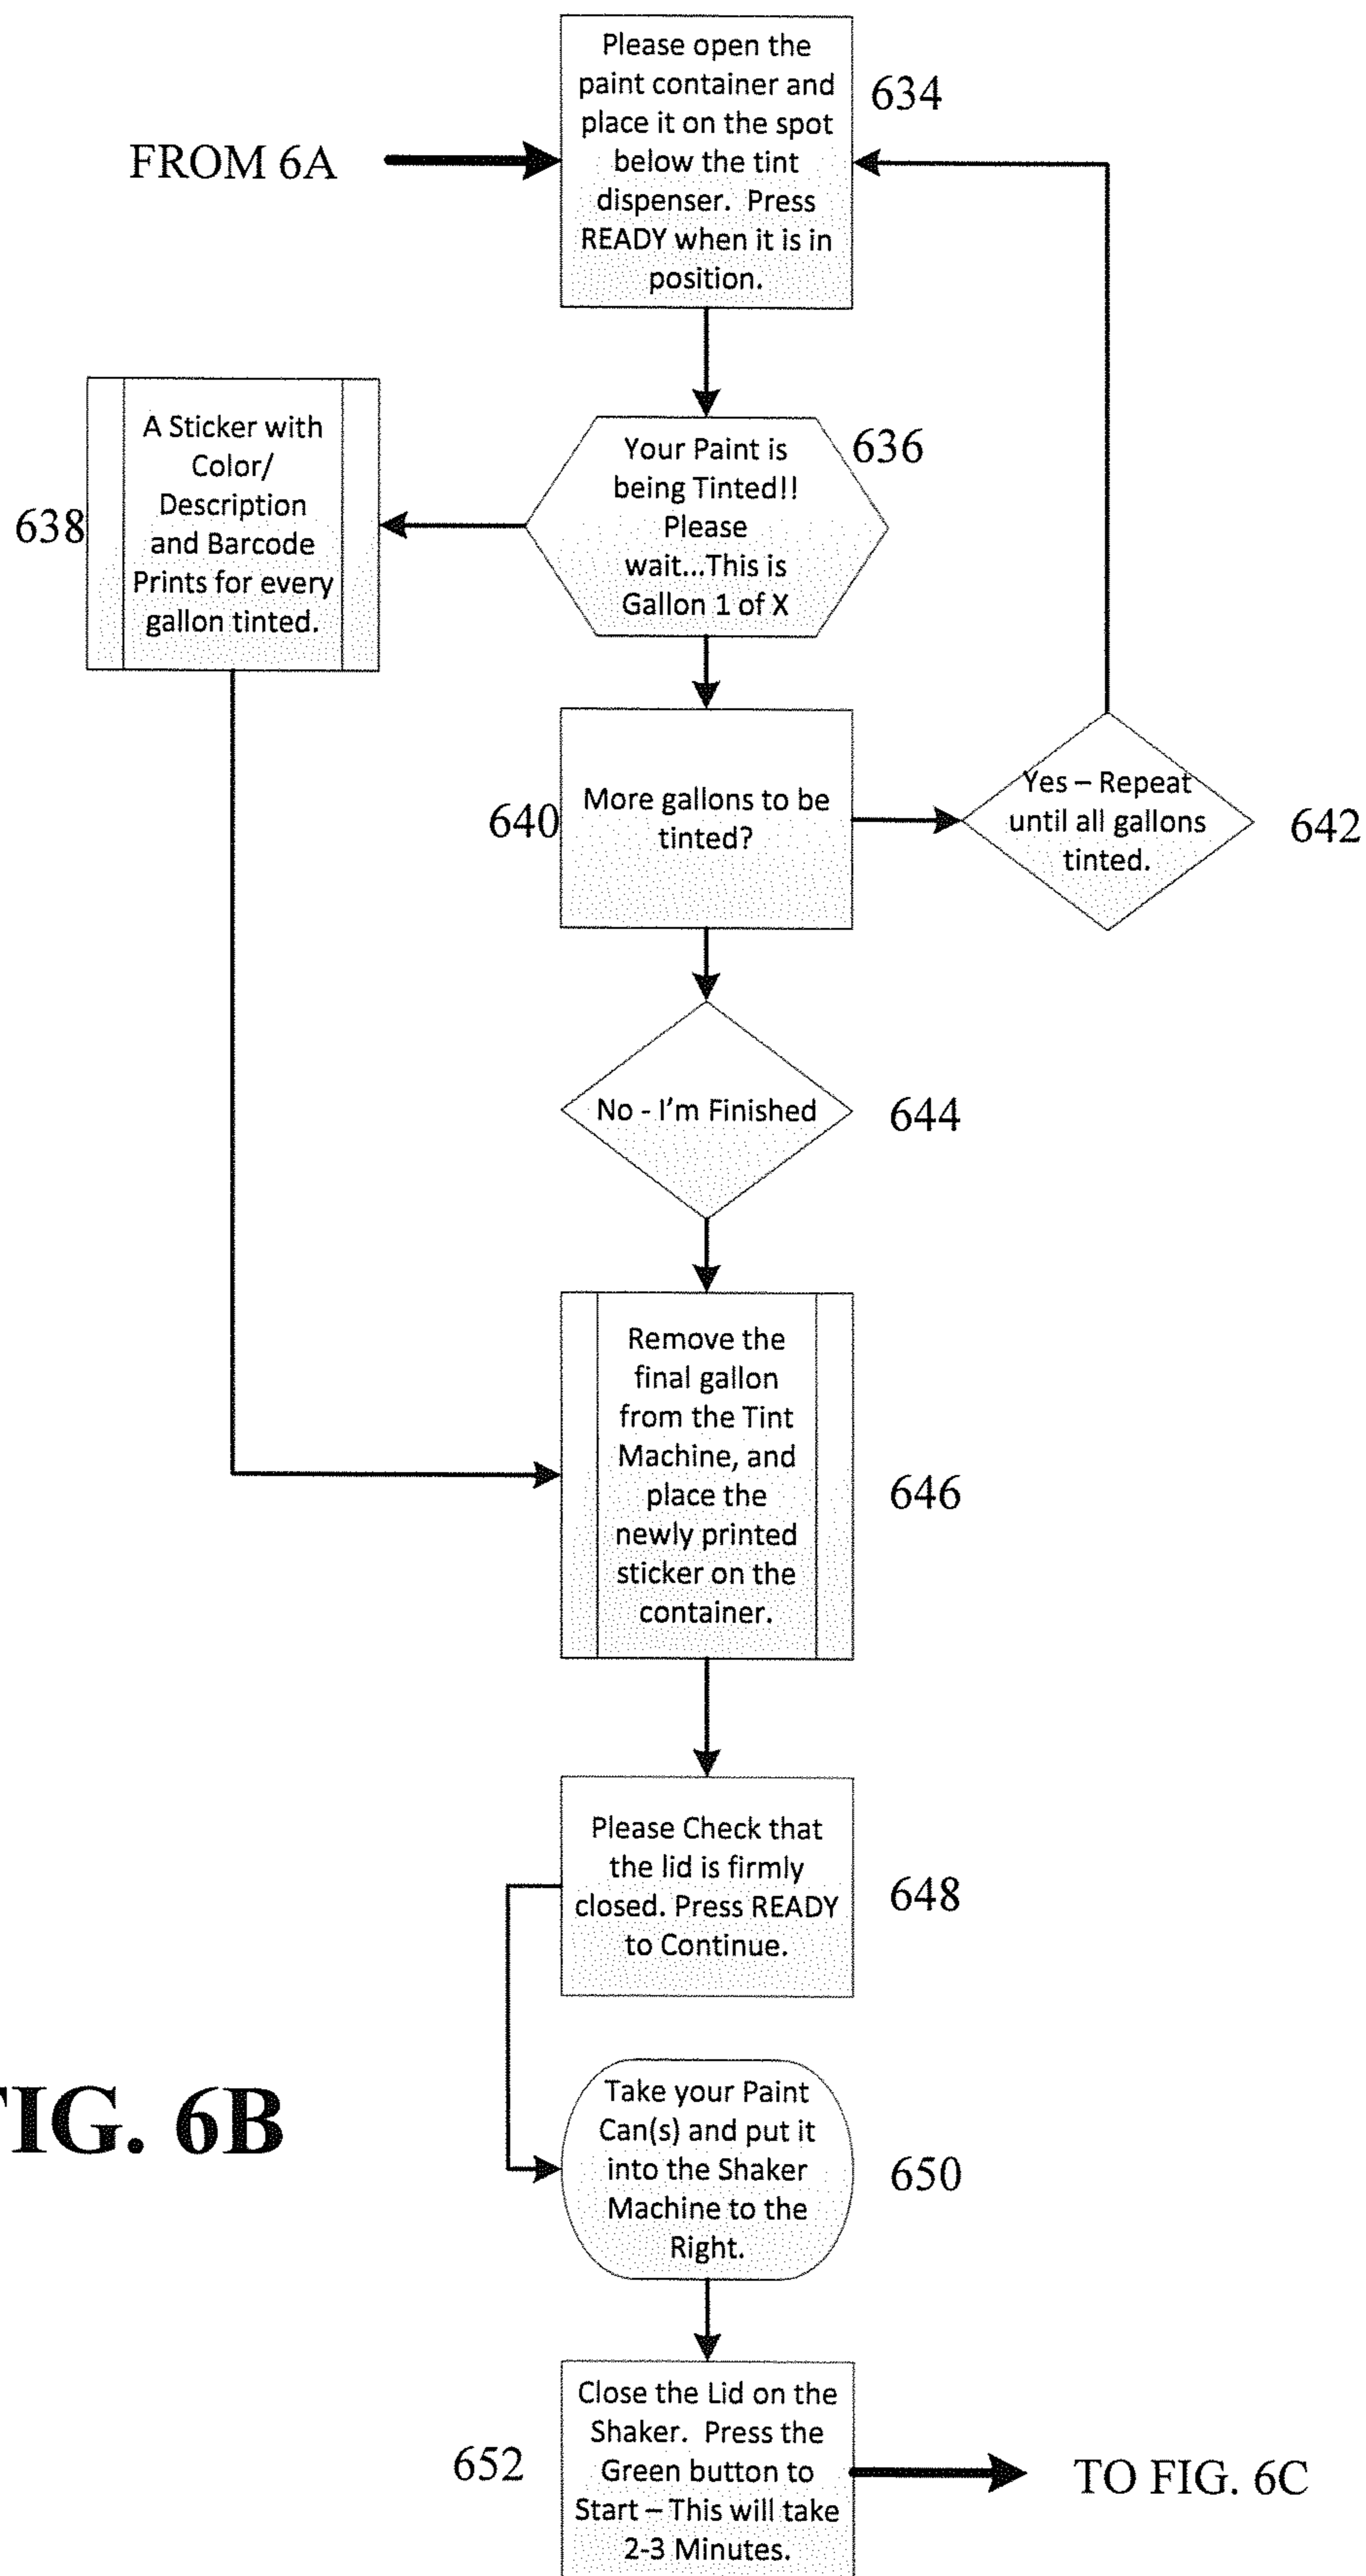 Please open the
paint container and
place it on the spot
below the tint
dispenser. Press
READY when it is in
position.
634
FROM 6A
A Sticker with
Color/
Description
and Barcode
Prints for every
gallon tinted.
638
Your Paint is
being Tinted!!
Please
wait...This is
Gallon 1 of X
636
More gallons to be
tinted?
640
Yes – Repeat
until all gallons
tinted.
642
No - I'm Finished
644
Remove the
final gallon
from the Tint
Machine, and
place the
newly printed
sticker on the
container.
646
Please Check that
the lid is firmly
closed. Press READY
to Continue.
648
FIG. 6B
Take your Paint
Can(s) and put it
into the Shaker
Machine to the
Right.
650
Close the Lid on the
Shaker. Press the
Green button to
Start – This will take
2-3 Minutes.
652
TO FIG. 6C